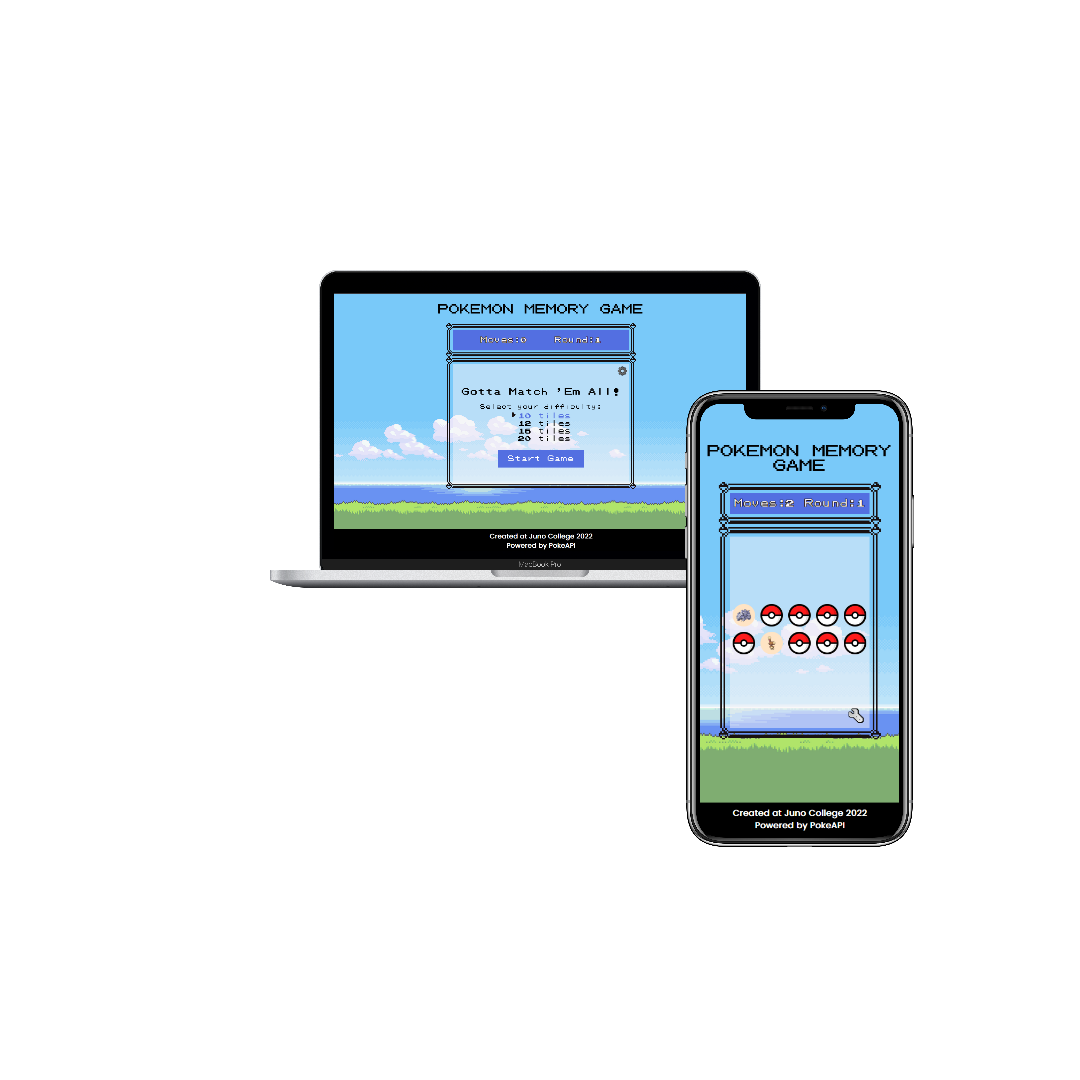 POKEMON MEMORY GAME
Moves:0 Round:1
Gotta Match 'Em All!
Select your difficulty:
10 tiles
12 tiles
15 tiles
20 tiles
Start Game
Created at Juno College 2022
Powered by PokeAPI
MacBook Pro
POKEMON MEMORY
GAME
Moves:2 Round:1
Created at Juno College 2022
Powered by PokeAPI